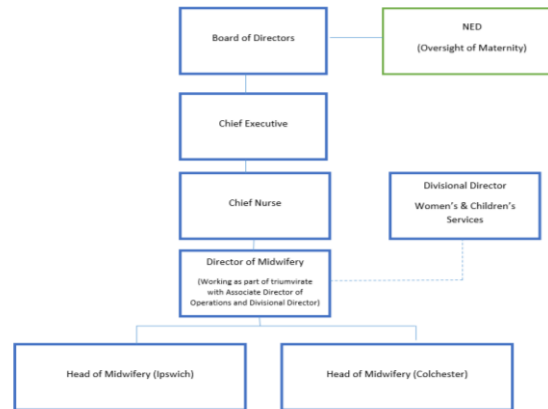 Board of Directors
NED
(Oversight of Maternity)
Chief Executive
Chief Nurse
Divisional Director
Women's & Children's
Services
Director of Midwifery
(Working as part of triumvirate
with Associate Director of
Operations and Divisional Director)
Head of Midwifery (Ipswich)
Head of Midwifery (Colchester)